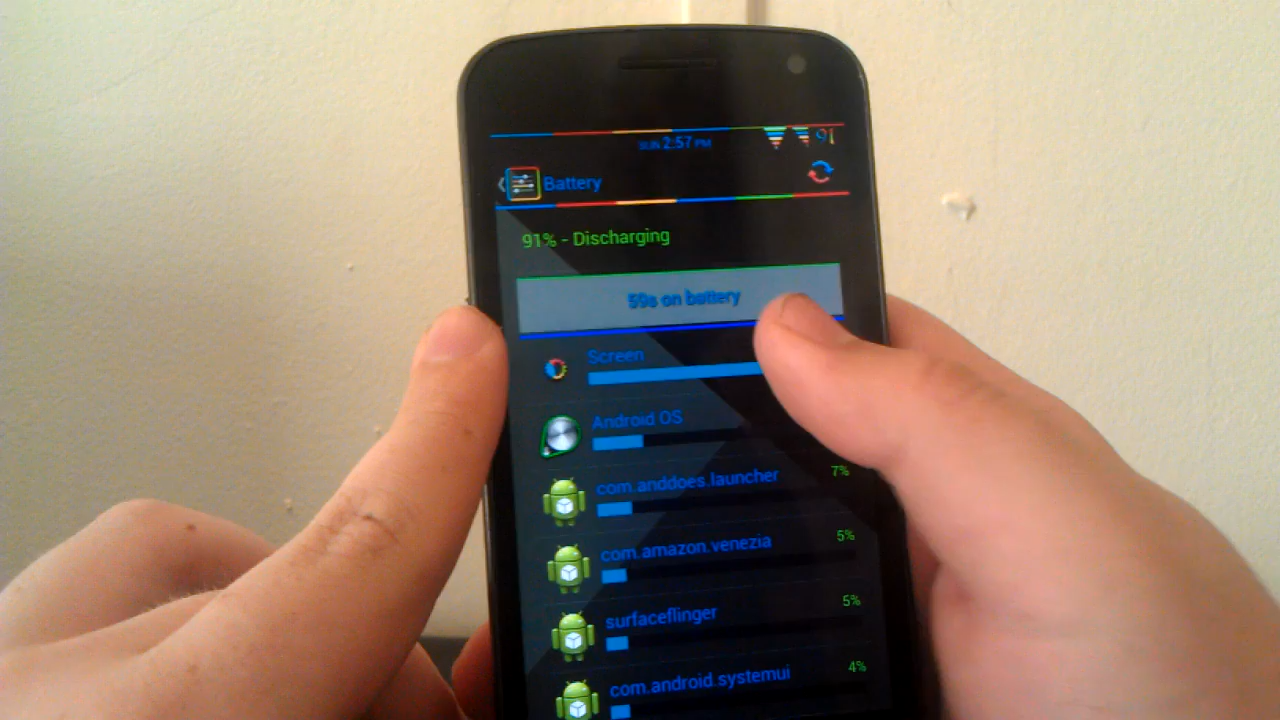 SUN 2:57 PM 91
Battery
91% - Discharging
59s on battery
Screen
Android OS
com.anddoes.launcher 7%
com.amazon.venezia 5%
surfaceflinger 5%
com.android.systemui 4%